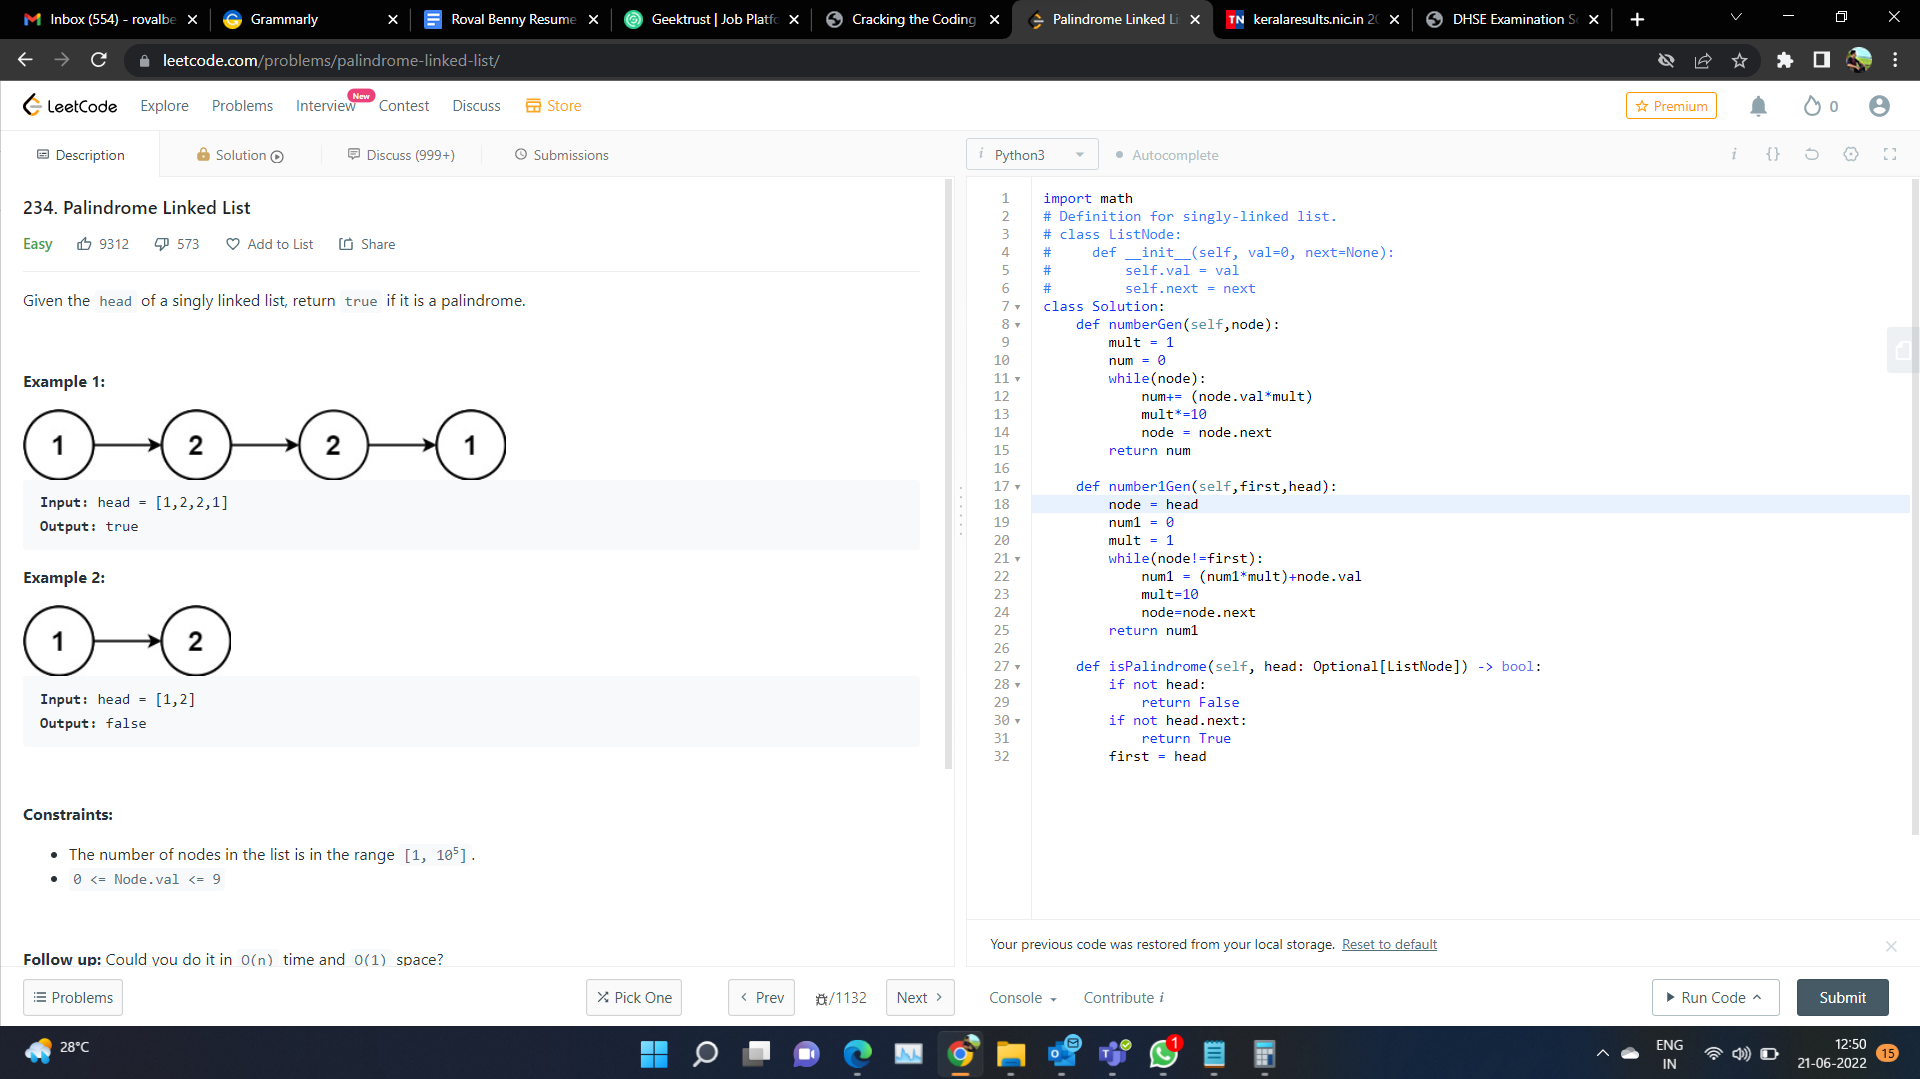 Inbox (554) - rovalbe
Grammarly
Roval Benny Resume
Geektrust | Job Platfo
Cracking the Coding
Palindrome Linked Li
keralaresults.nic.in 20
DHSE Examination S
leetcode.com/problems/palindrome-linked-list/
LeetCode
Explore
Problems
Interview
New
Contest
Discuss
Store
Premium
0
Description
Solution
Discuss (999+)
Submissions
Python3
Autocomplete
234. Palindrome Linked List
Easy
9312
573
Add to List
Share
Given the head of a singly linked list, return true if it is a palindrome.
Example 1:
1 2 2 1
Input: head = [1,2,2,1]
Output: true
Example 2:
1 2
Input: head = [1,2]
Output: false
Constraints:
The number of nodes in the list is in the range [1, 10⁵].
0 <= Node.val <= 9
Follow up: Could you do it in O(n) time and O(1) space?
1 import math
2 # Definition for singly-linked list.
3 # class ListNode:
4 #     def __init__(self, val=0, next=None):
5 #         self.val = val
6 #         self.next = next
7 class Solution:
8     def numberGen(self,node):
9         mult = 1
10         num = 0
11         while(node):
12             num+= (node.val*mult)
13             mult*=10
14             node = node.next
15         return num
16
17     def number1Gen(self,first,head):
18         node = head
19         num1 = 0
20         mult = 1
21         while(node!=first):
22             num1 = (num1*mult)+node.val
23             mult=10
24             node=node.next
25         return num1
26
27     def isPalindrome(self, head: Optional[ListNode]) -> bool:
28         if not head:
29             return False
30         if not head.next:
31             return True
32         first = head
Your previous code was restored from your local storage. Reset to default
Problems
Pick One
Prev
/1132
Next
Console
Contribute i
Run Code
Submit
28°C
1
ENG
IN
12:50
21-06-2022
15